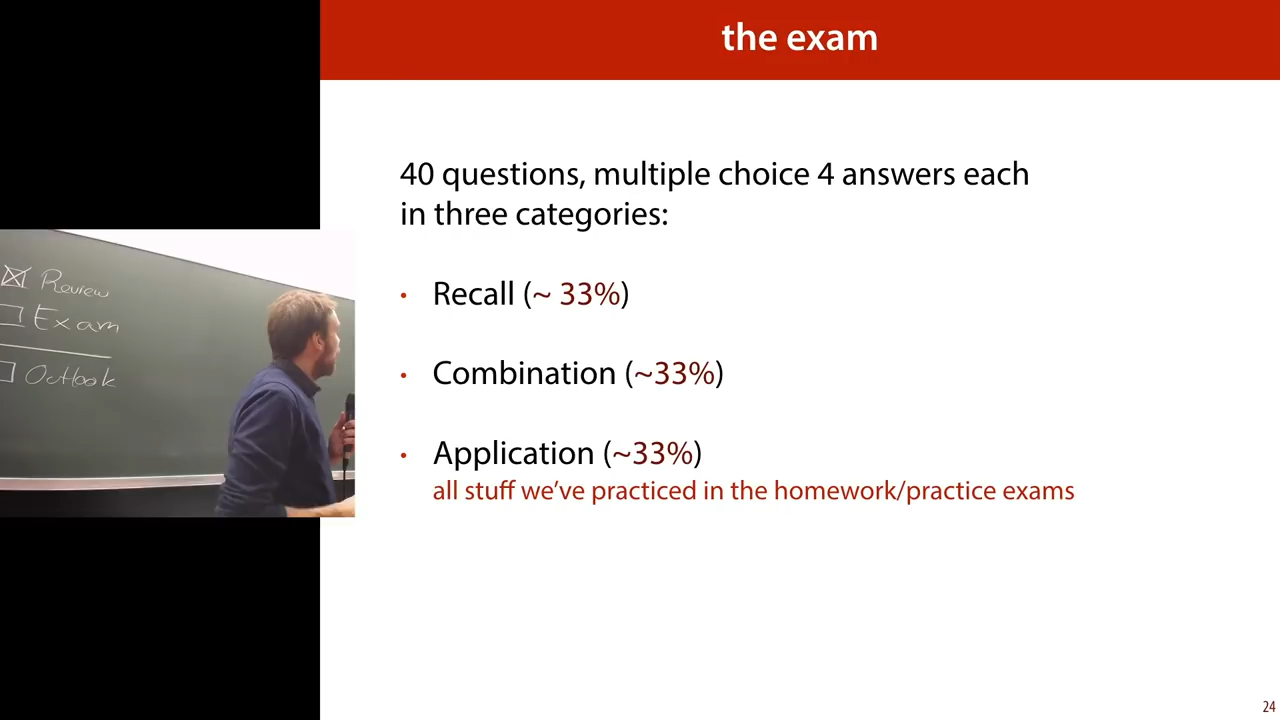 the exam
40 questions, multiple choice 4 answers each
in three categories:
• Recall (~ 33%)
• Combination (~33%)
• Application (~33%)
all stuff we've practiced in the homework/practice exams
Review
Exam
Outlook
24